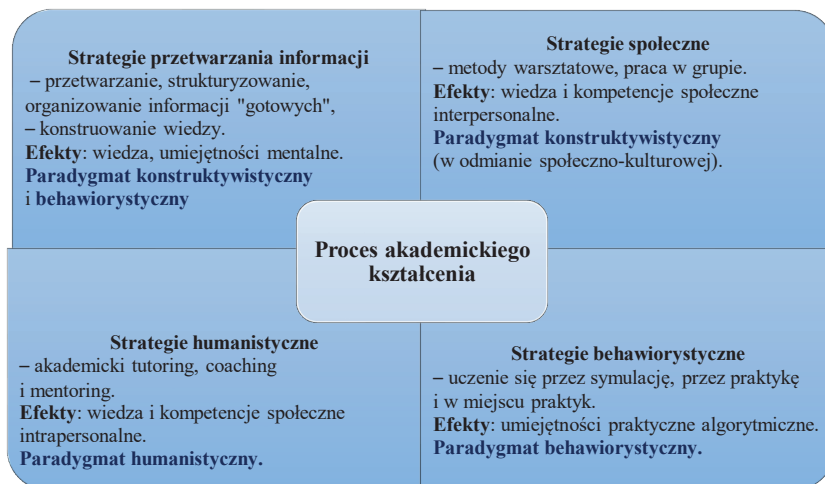 Strategie przetwarzania informacji
– przetwarzanie, strukturyzowanie,
organizowanie informacji "gotowych",
– konstruowanie wiedzy.
Efekty: wiedza, umiejętności mentalne.
Paradygmat konstruktywistyczny
i behawiorystyczny
Strategie społeczne
– metody warsztatowe, praca w grupie.
Efekty: wiedza i kompetencje społeczne
interpersonalne.
Paradygmat konstruktywistyczny
(w odmianie społeczno-kulturowej).
Proces akademickiego
kształcenia
Strategie humanistyczne
– akademicki tutoring, coaching
i mentoring.
Efekty: wiedza i kompetencje społeczne
intrapersonalne.
Paradygmat humanistyczny.
Strategie behawiorystyczne
– uczenie się przez symulację, przez praktykę
i w miejscu praktyk.
Efekty: umiejętności praktyczne algorytmiczne.
Paradygmat behawiorystyczny.